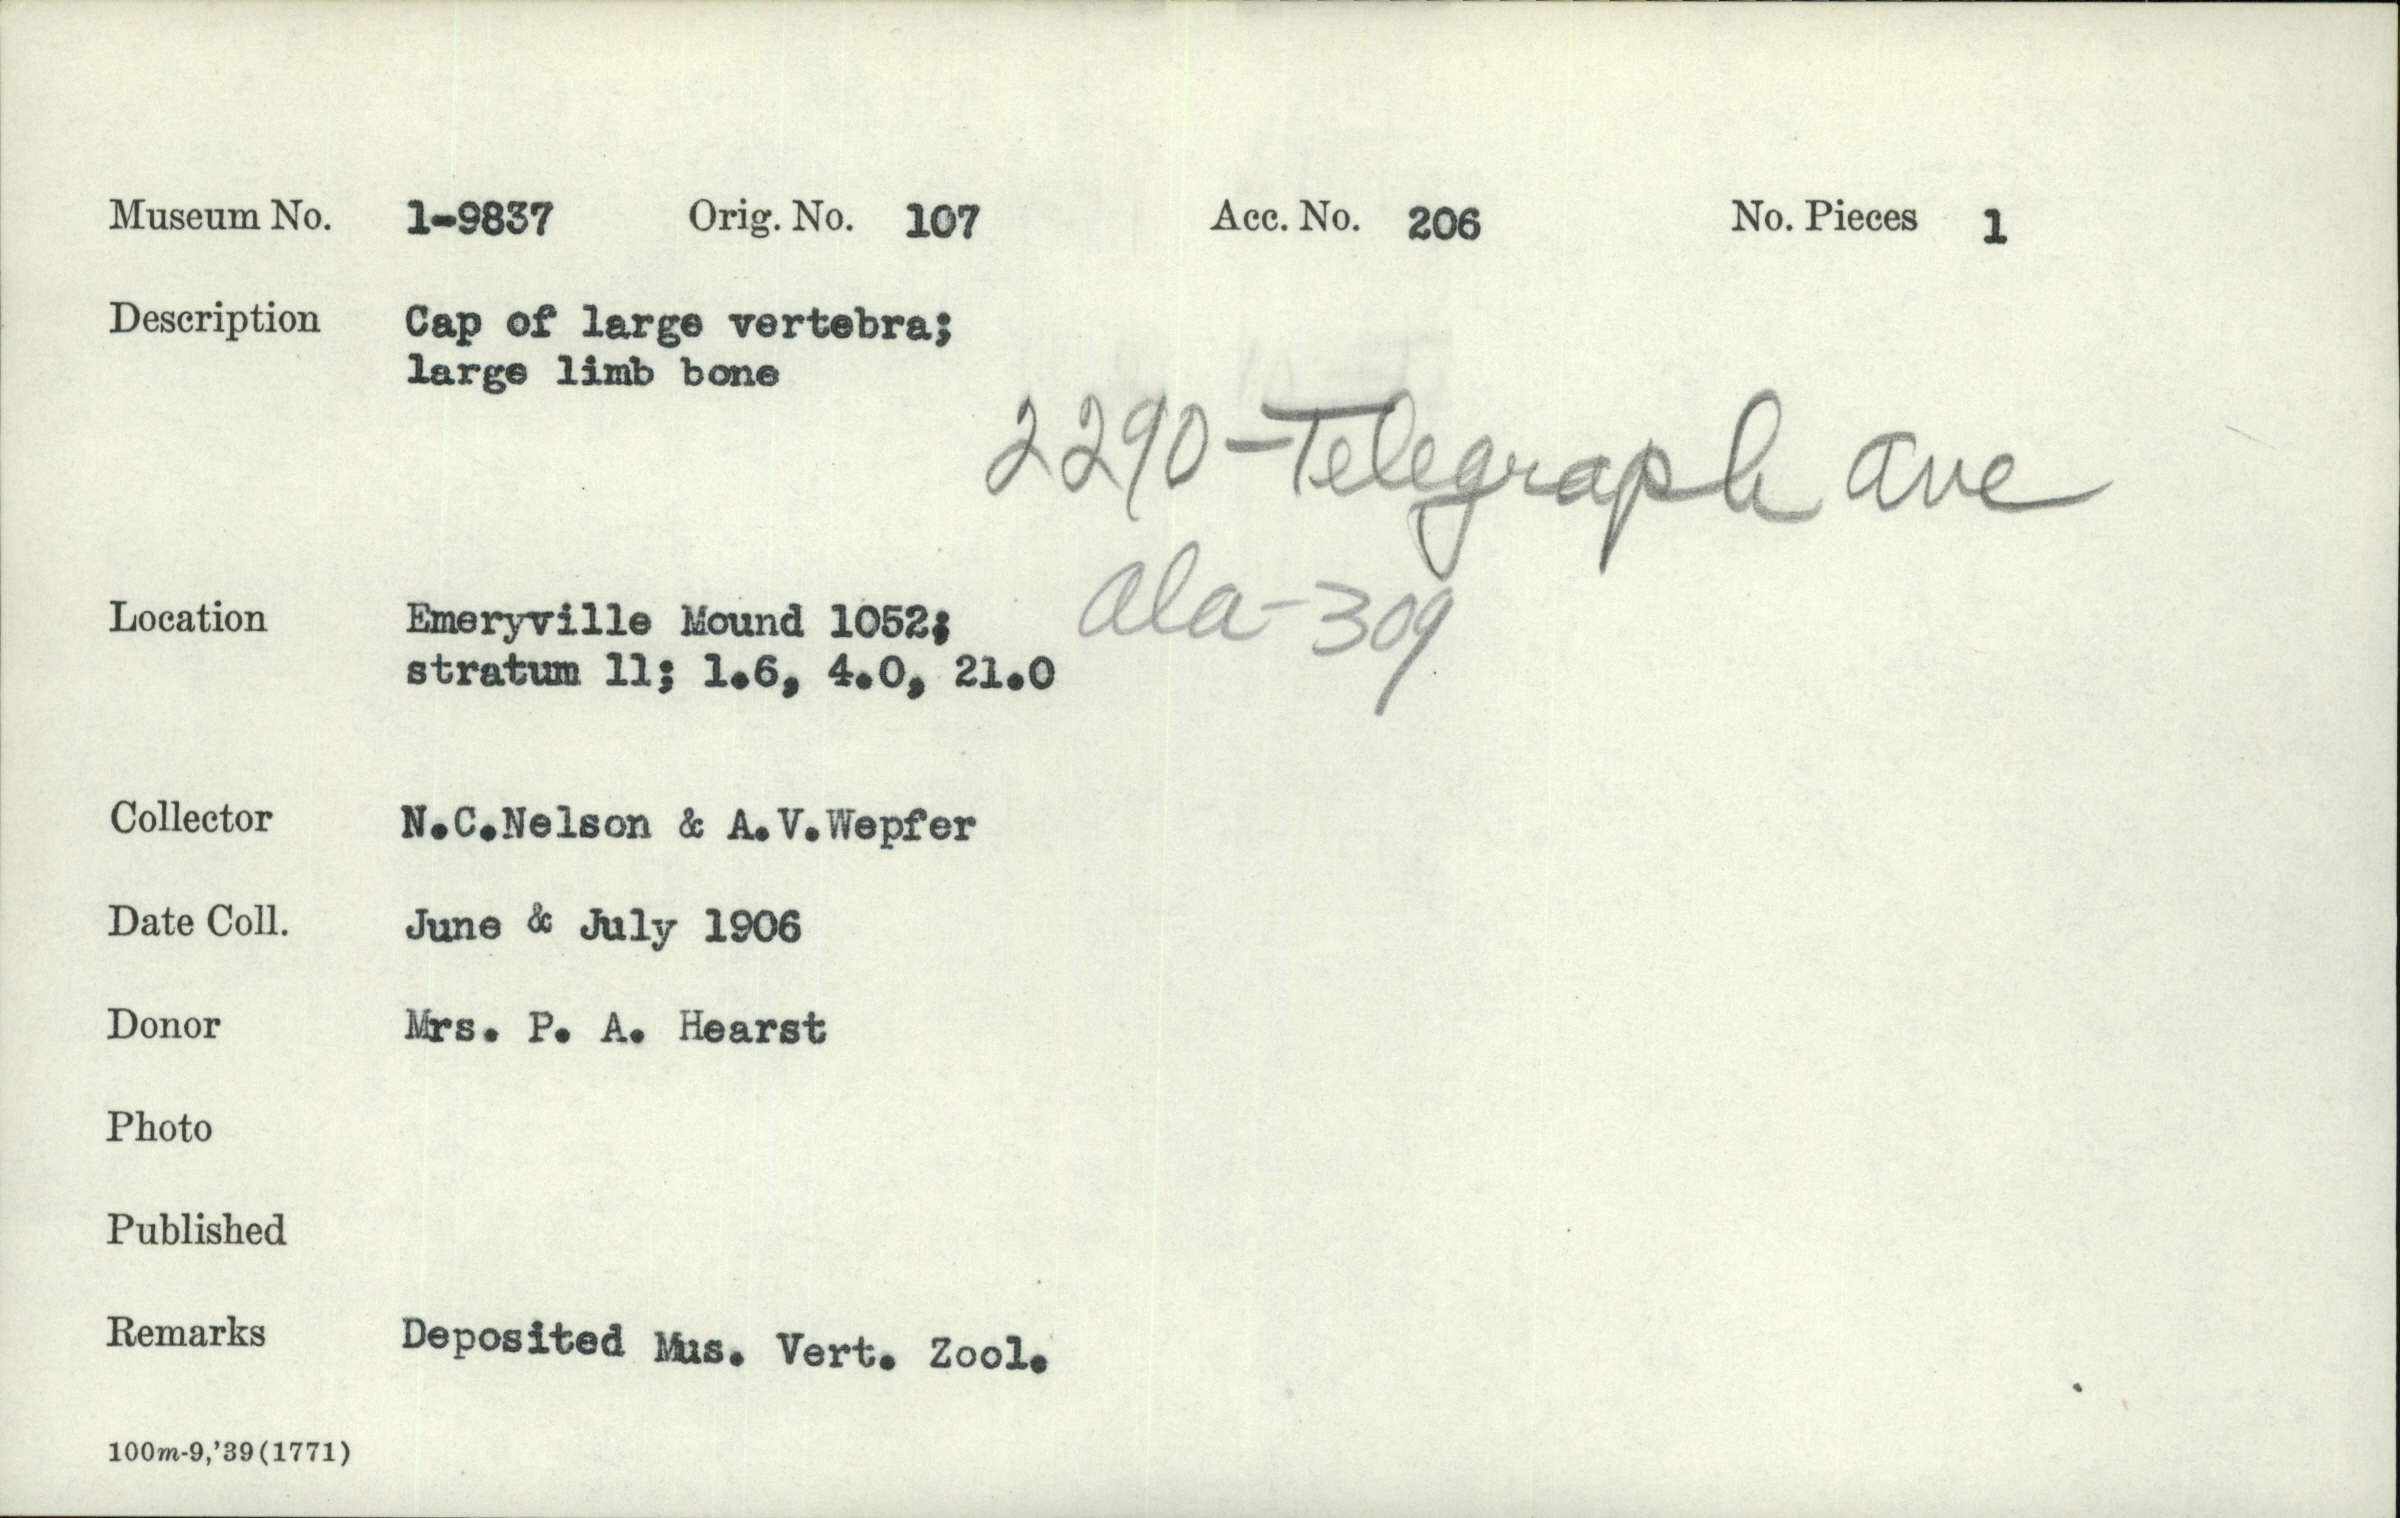 Museum No. 1-9837 Orig. No. 107 Acc. No. 206 No. Pieces 1
Description Cap of large vertebra;
large limb bone
2290-Telegraph Ave
Ala-309
Location Emeryville Mound 1052;
stratum 11; 1.6, 4.0, 21.0
Collector N.C.Nelson & A.V.Wepfer
Date Coll. June & July 1906
Donor Mrs. P. A. Hearst
Photo
Published
Remarks Deposited Mus. Vert. Zool.
100m-9,'39(1771)